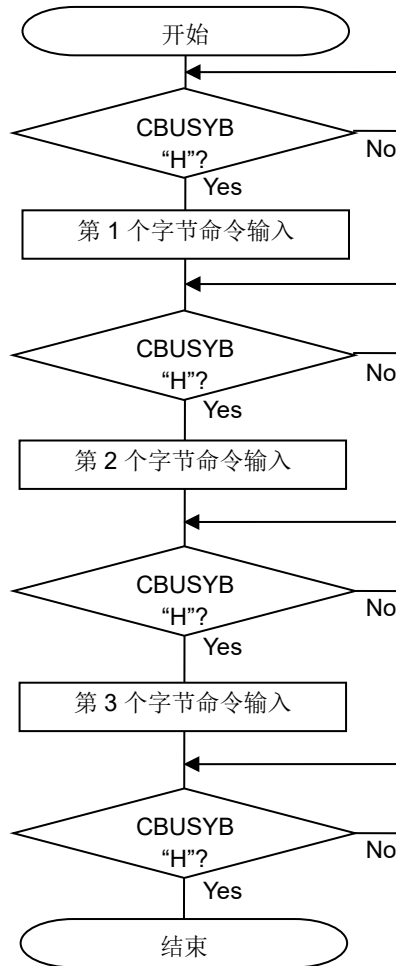 开始
CBUSYB
“H”?
No
Yes
第 1 个字节命令输入
CBUSYB
“H”?
No
Yes
第 2 个字节命令输入
CBUSYB
“H”?
No
Yes
第 3 个字节命令输入
CBUSYB
“H”?
No
Yes
结束